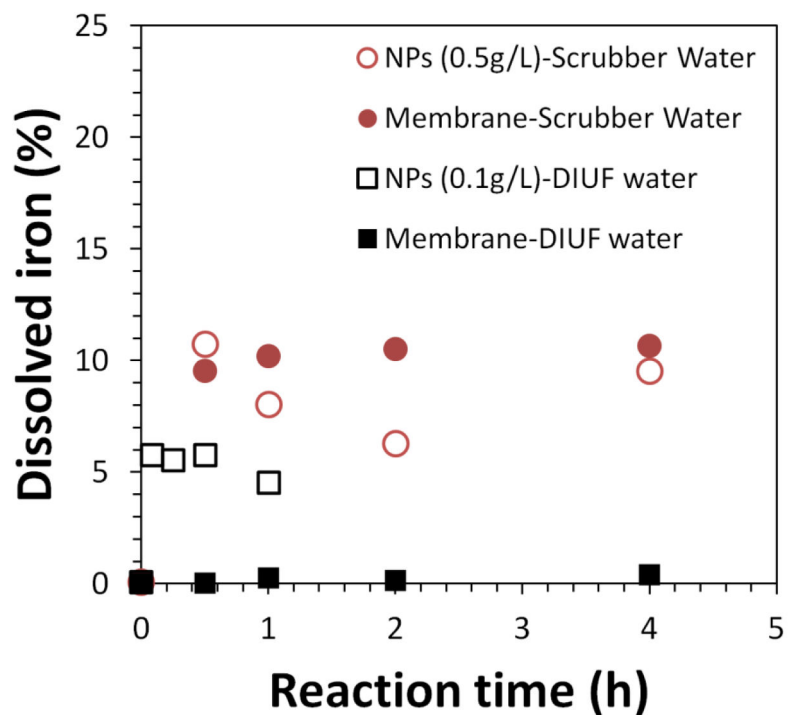 25
20
15
10
5
0
Dissolved iron (%)
NPs (0.5g/L)-Scrubber Water
Membrane-Scrubber Water
NPs (0.1g/L)-DIUF water
Membrane-DIUF water
0 1 2 3 4 5
Reaction time (h)